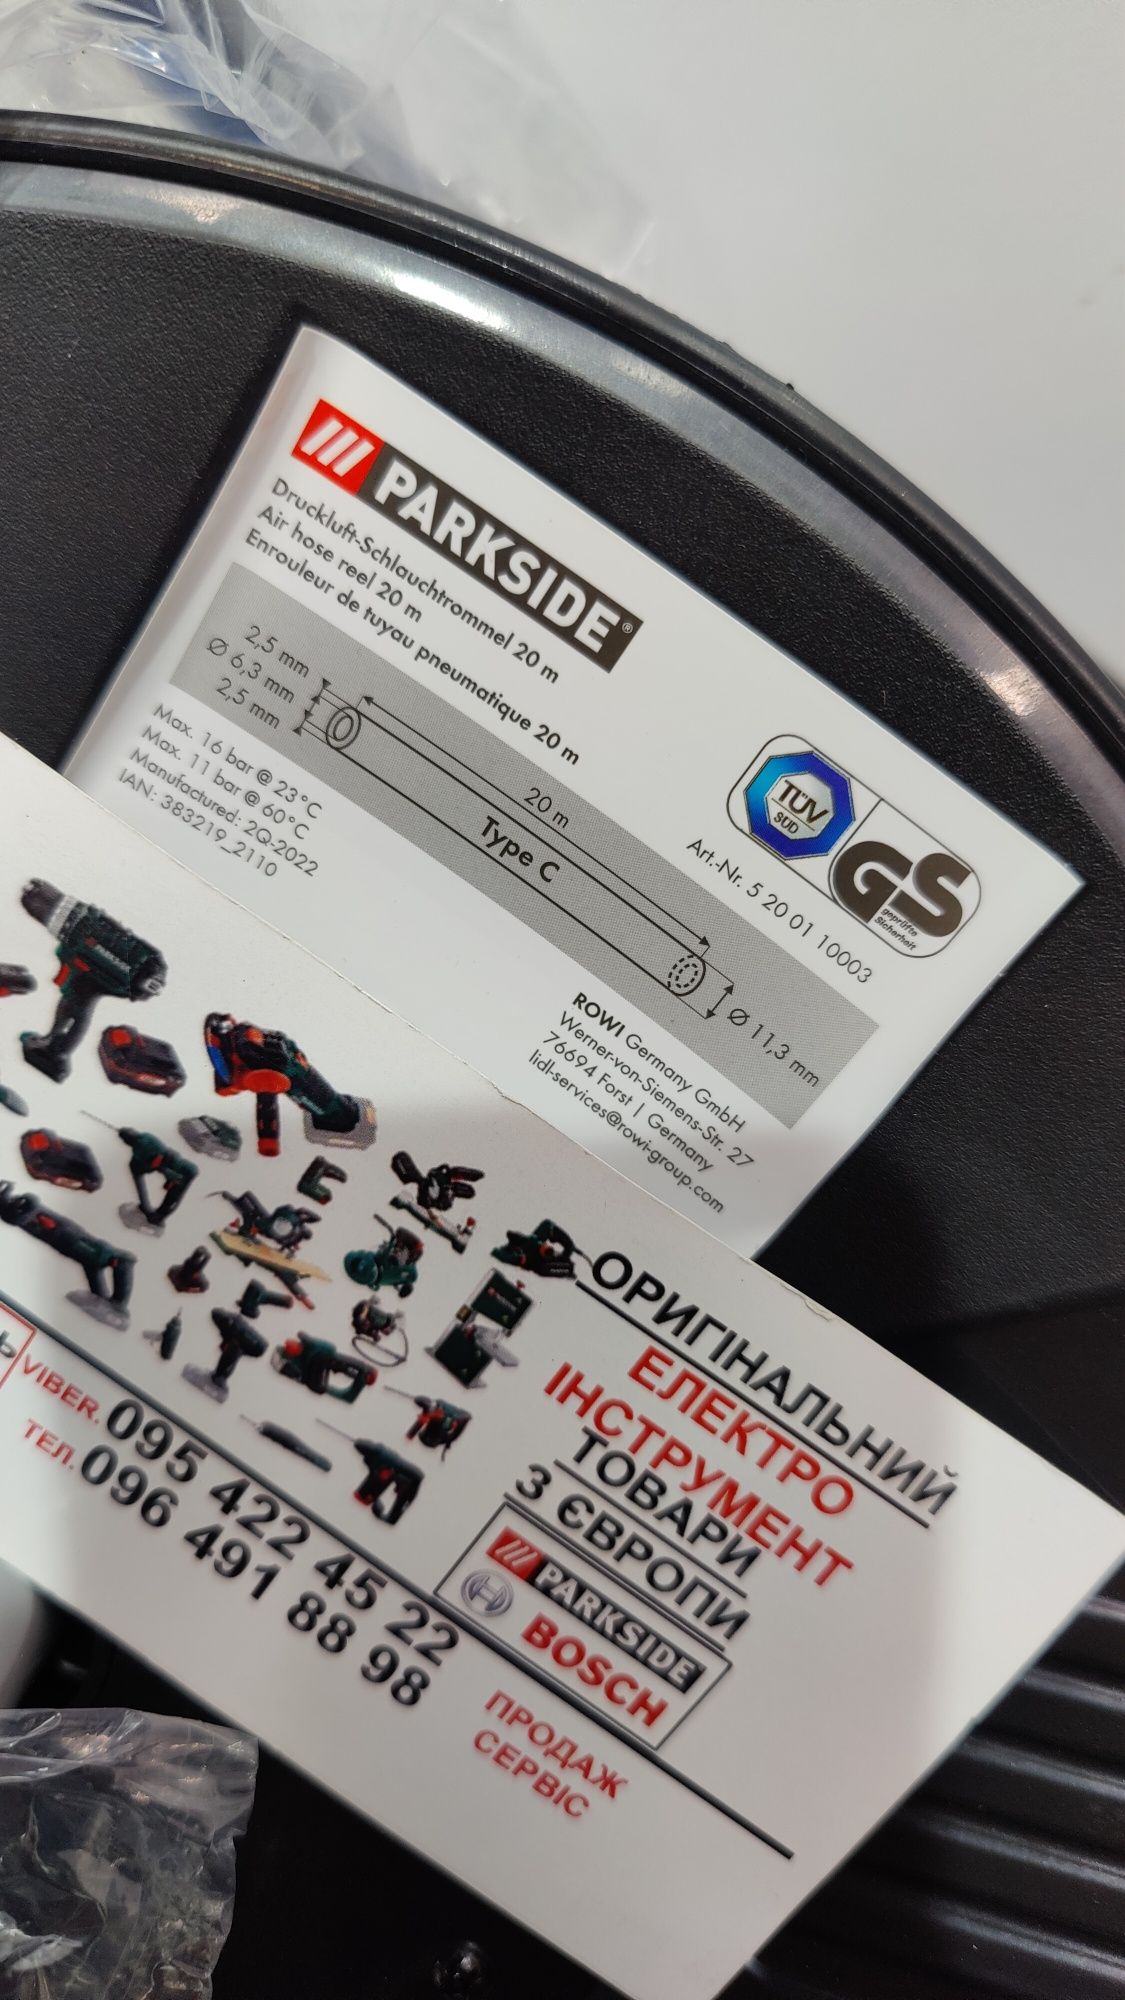 PARKSIDE®
Druckluft-Schlauchtrommel 20 m
Air hose reel 20 m
Enrouleur de tuyau pneumatique 20 m
2,5 mm
Ø 6,3 mm
2,5 mm
20 m
Type C
Ø 11,3 mm
Max. 16 bar @ 23°C
Max. 11 bar @ 60°C
Manufactured: 2Q-2022
IAN: 383219_2110
TÜV
SÜD
GS
geprüfte
Sicherheit
Art.-Nr. 5 20 01 10003
ROWI Germany GmbH
Werner-von-Siemens-Str. 27
76694 Forst | Germany
lidl-services@rowi-group.com
ОРИГІНАЛЬНИЙ
ЕЛЕКТРО
ІНСТРУМЕНТ
ТОВАРИ
З ЄВРОПИ
VIBER. 095 422 45 22
ТЕЛ. 096 491 88 98
PARKSIDE
BOSCH
ПРОДАЖ
СЕРВІС